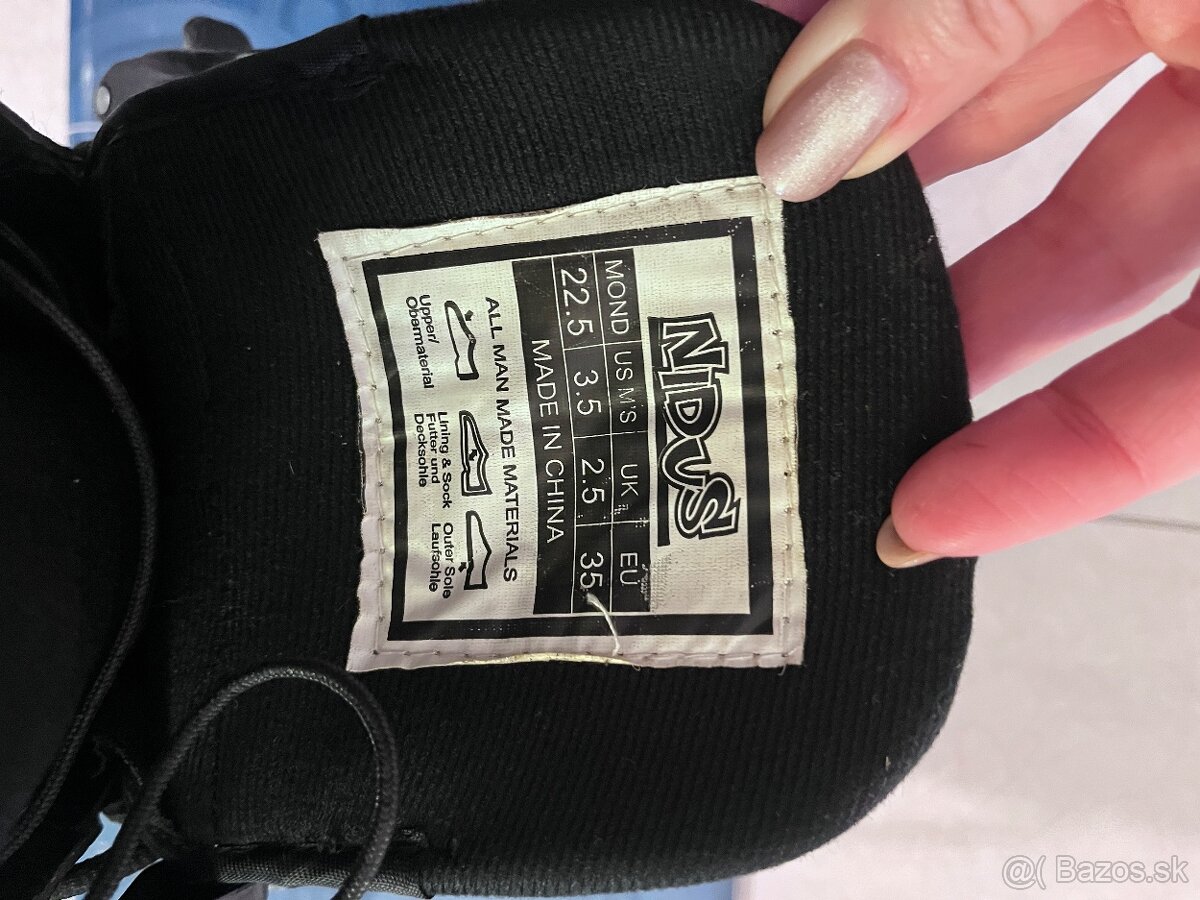 NIDUS
MOND US M'S UK EU
22.5 3.5 2.5 35
MADE IN CHINA
ALL MAN MADE MATERIALS
Upper/
Obermaterial
Lining & Sock
Futter und
Decksohle
Outer Sole
Laufsohle
@( Bazos.sk